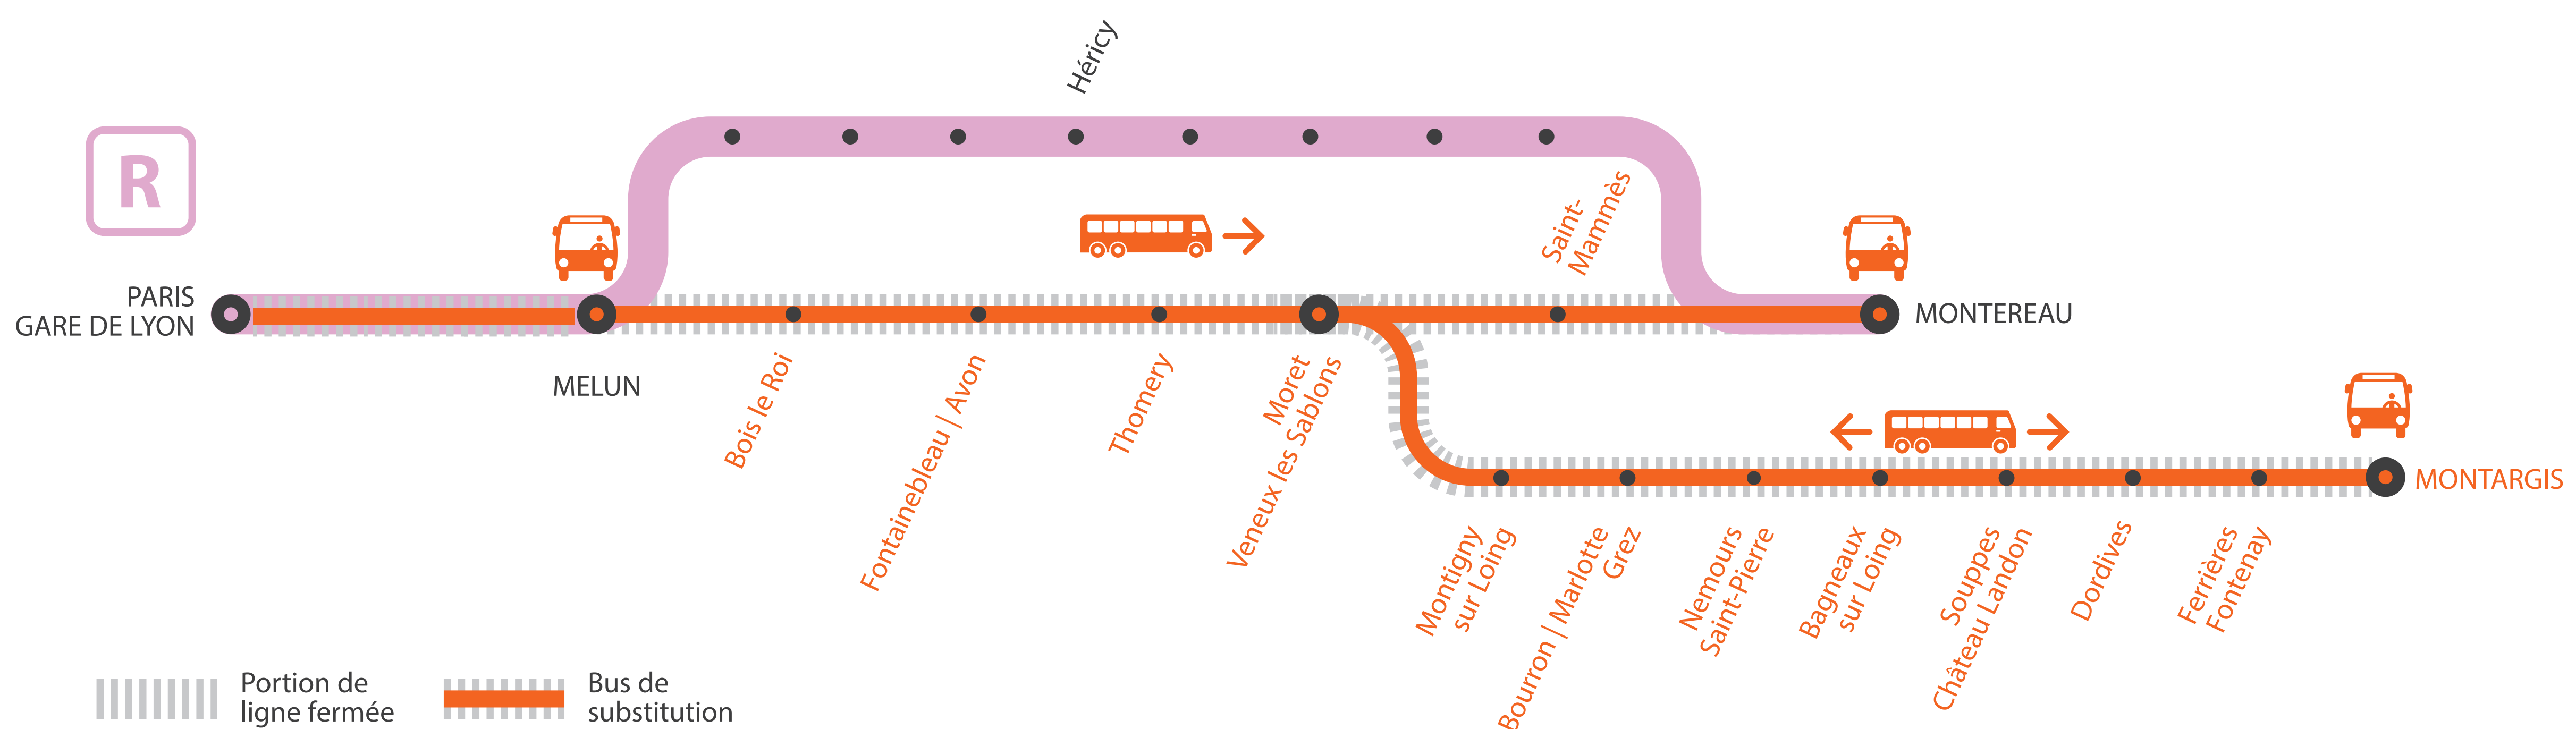 Héricy
R
Saint-
Mammès
PARIS
GARE DE LYON
MONTEREAU
MELUN
Bois le Roi
Fontainebleau | Avon
Thomery
Moret
Veneux les Sablons
MONTARGIS
Montigny
sur Loing
Bourron | Marlotte
Grez
Nemours
Saint-Pierre
Bagneaux
sur Loing
Souppes
Château Landon
Dordives
Ferrières
Fontenay
Portion de
ligne fermée
Bus de
substitution